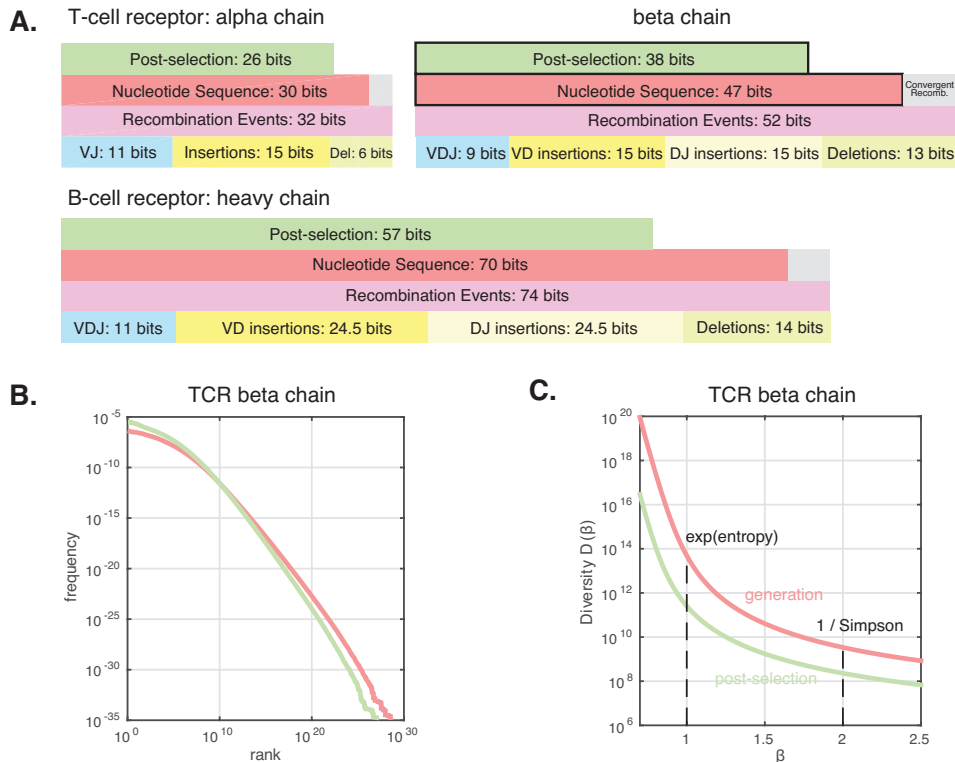 A.
T-cell receptor: alpha chain
beta chain
Post-selection: 26 bits
Nucleotide Sequence: 30 bits
Recombination Events: 32 bits
VJ: 11 bits
Insertions: 15 bits
Del: 6 bits
Post-selection: 38 bits
Nucleotide Sequence: 47 bits
Convergent
Recomb.
Recombination Events: 52 bits
VDJ: 9 bits
VD insertions: 15 bits
DJ insertions: 15 bits
Deletions: 13 bits
B-cell receptor: heavy chain
Post-selection: 57 bits
Nucleotide Sequence: 70 bits
Recombination Events: 74 bits
VDJ: 11 bits
VD insertions: 24.5 bits
DJ insertions: 24.5 bits
Deletions: 14 bits
B.
TCR beta chain
frequency
10^-5
10^-10
10^-15
10^-20
10^-25
10^-30
10^-35
10^0
10^10
10^20
10^30
rank
C.
TCR beta chain
Diversity D (β)
10^20
10^18
10^16
10^14
10^12
10^10
10^8
10^6
exp(entropy)
generation
1 / Simpson
post-selection
1
1.5
2
2.5
β